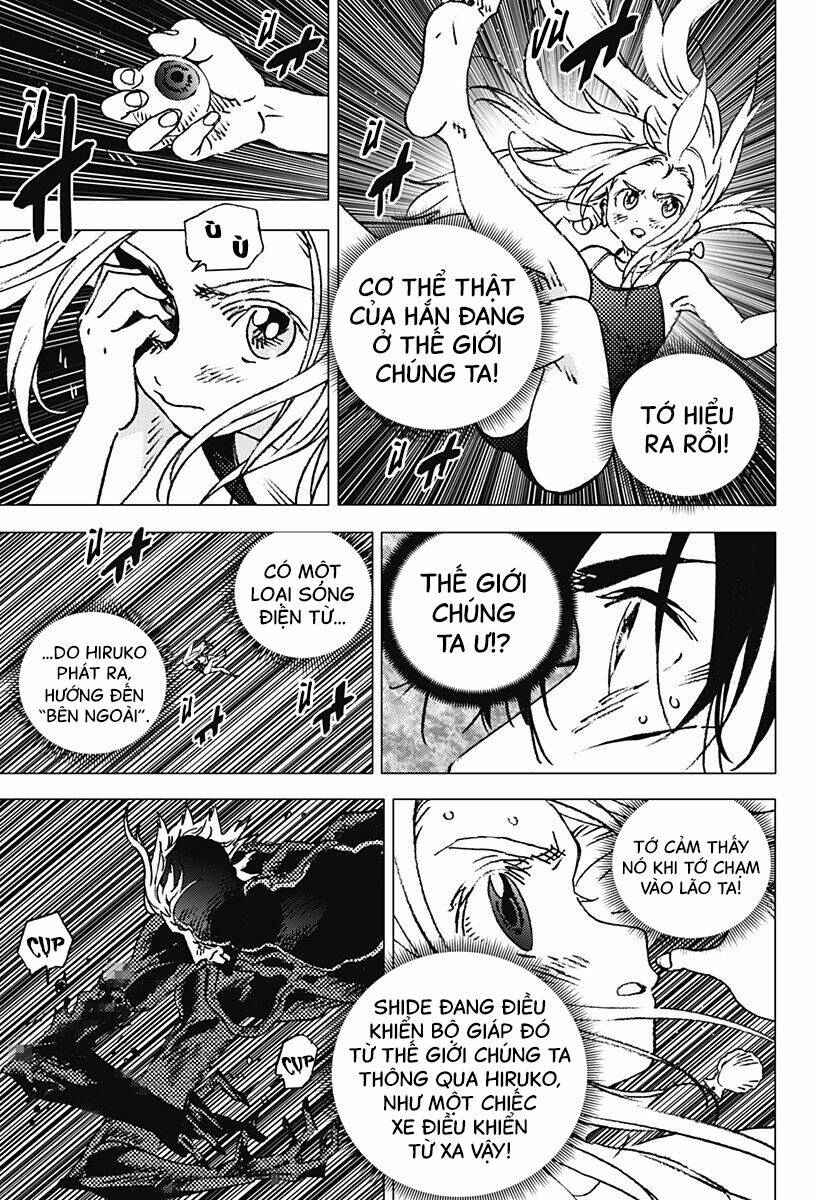 VÙ
TỚ HIỂU
RA RỒI!
CƠ THỂ THẬT
CỦA HẮN ĐANG
Ở THẾ GIỚI
CHÚNG TA!
Ù
Ù
Ù
Ù
THẾ GIỚI
CHÚNG
TA Ư!?
CÓ MỘT
LOẠI SÓNG
ĐIỆN TỪ...
...DO HIRUKO
PHÁT RA,
HƯỚNG ĐẾN
"BÊN NGOÀI".
TỚ CẢM THẤY
NÓ KHI TỚ CHẠM
VÀO LÃO TA!
SHIDE ĐANG ĐIỀU
KHIỂN BỘ GIÁP ĐÓ
TỪ THẾ GIỚI CHÚNG TA
THÔNG QUA HIRUKO,
NHƯ MỘT CHIẾC
XE ĐIỀU KHIỂN
TỪ XA VẬY!
CỤP
CỤP